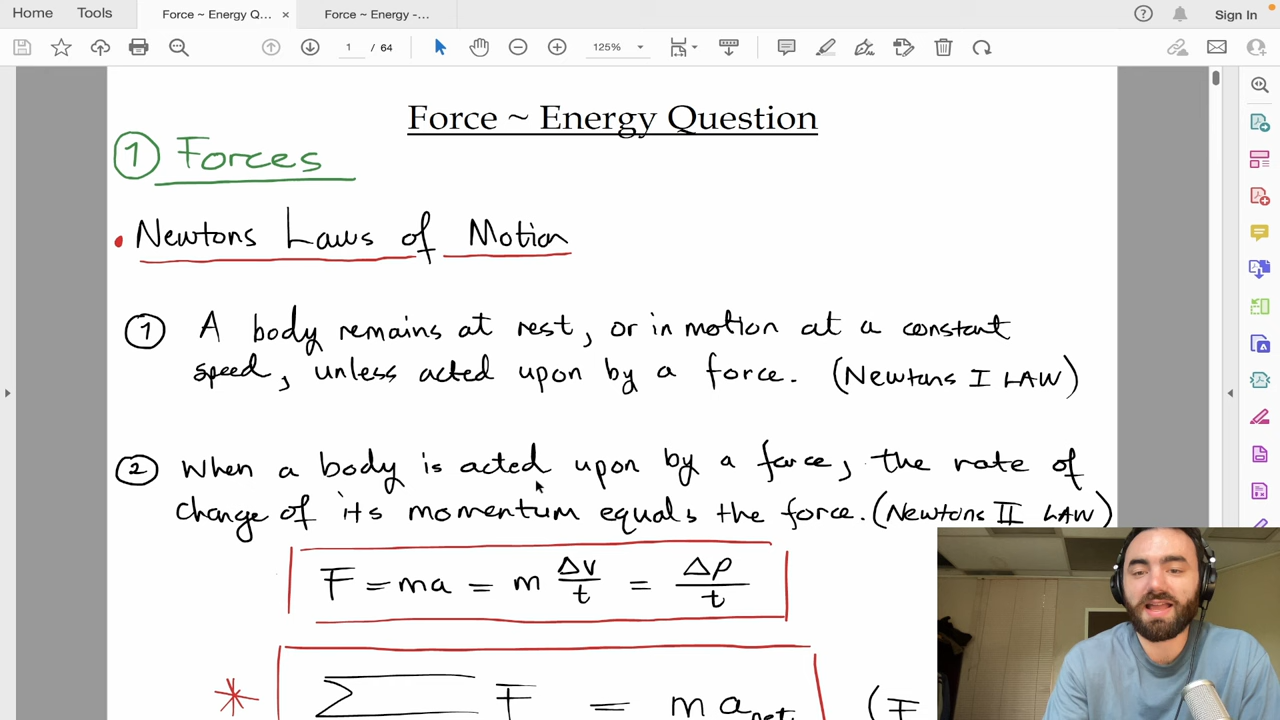 Home Tools Force ~ Energy Q... × Force ~ Energy -... Sign In
1 / 64 125%
Force ~ Energy Question
1 Forces
• Newtons Laws of Motion
1 A body remains at rest, or in motion at a constant
speed, unless acted upon by a force. (Newtons I LAW)
2 When a body is acted upon by a force, the rate of
change of its momentum equals the force. (Newtons II LAW)
F = ma = m Δv/t = Δp/t
* ∑ F = m a_net (F